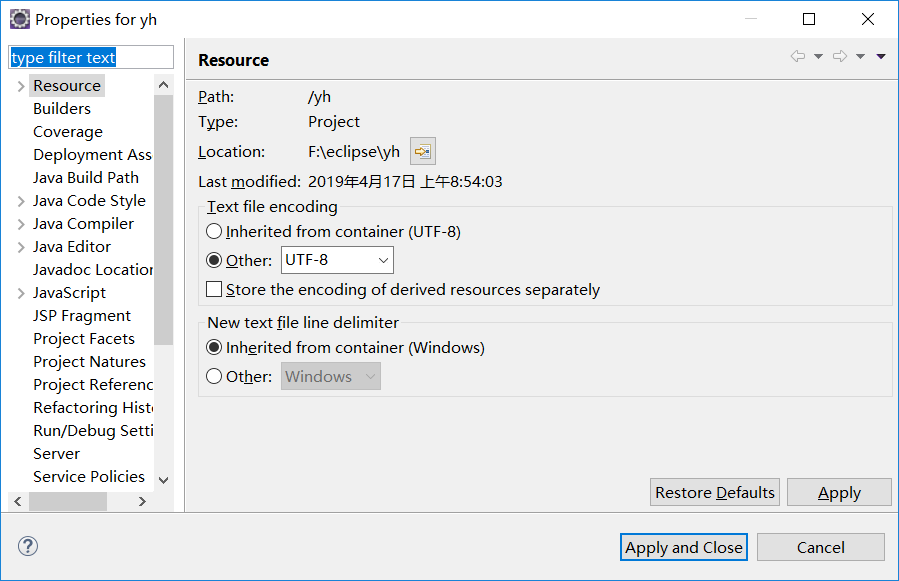 Properties for yh
type filter text
Resource
Builders
Coverage
Deployment Ass
Java Build Path
Java Code Style
Java Compiler
Java Editor
Javadoc Location
JavaScript
JSP Fragment
Project Facets
Project Natures
Project Referenc
Refactoring Histo
Run/Debug Setti
Server
Service Policies
Resource
Path: /yh
Type: Project
Location: F:\eclipse\yh
Last modified: 2019年4月17日 上午8:54:03
Text file encoding
Inherited from container (UTF-8)
Other: UTF-8
Store the encoding of derived resources separately
New text file line delimiter
Inherited from container (Windows)
Other: Windows
Restore Defaults Apply
Apply and Close Cancel